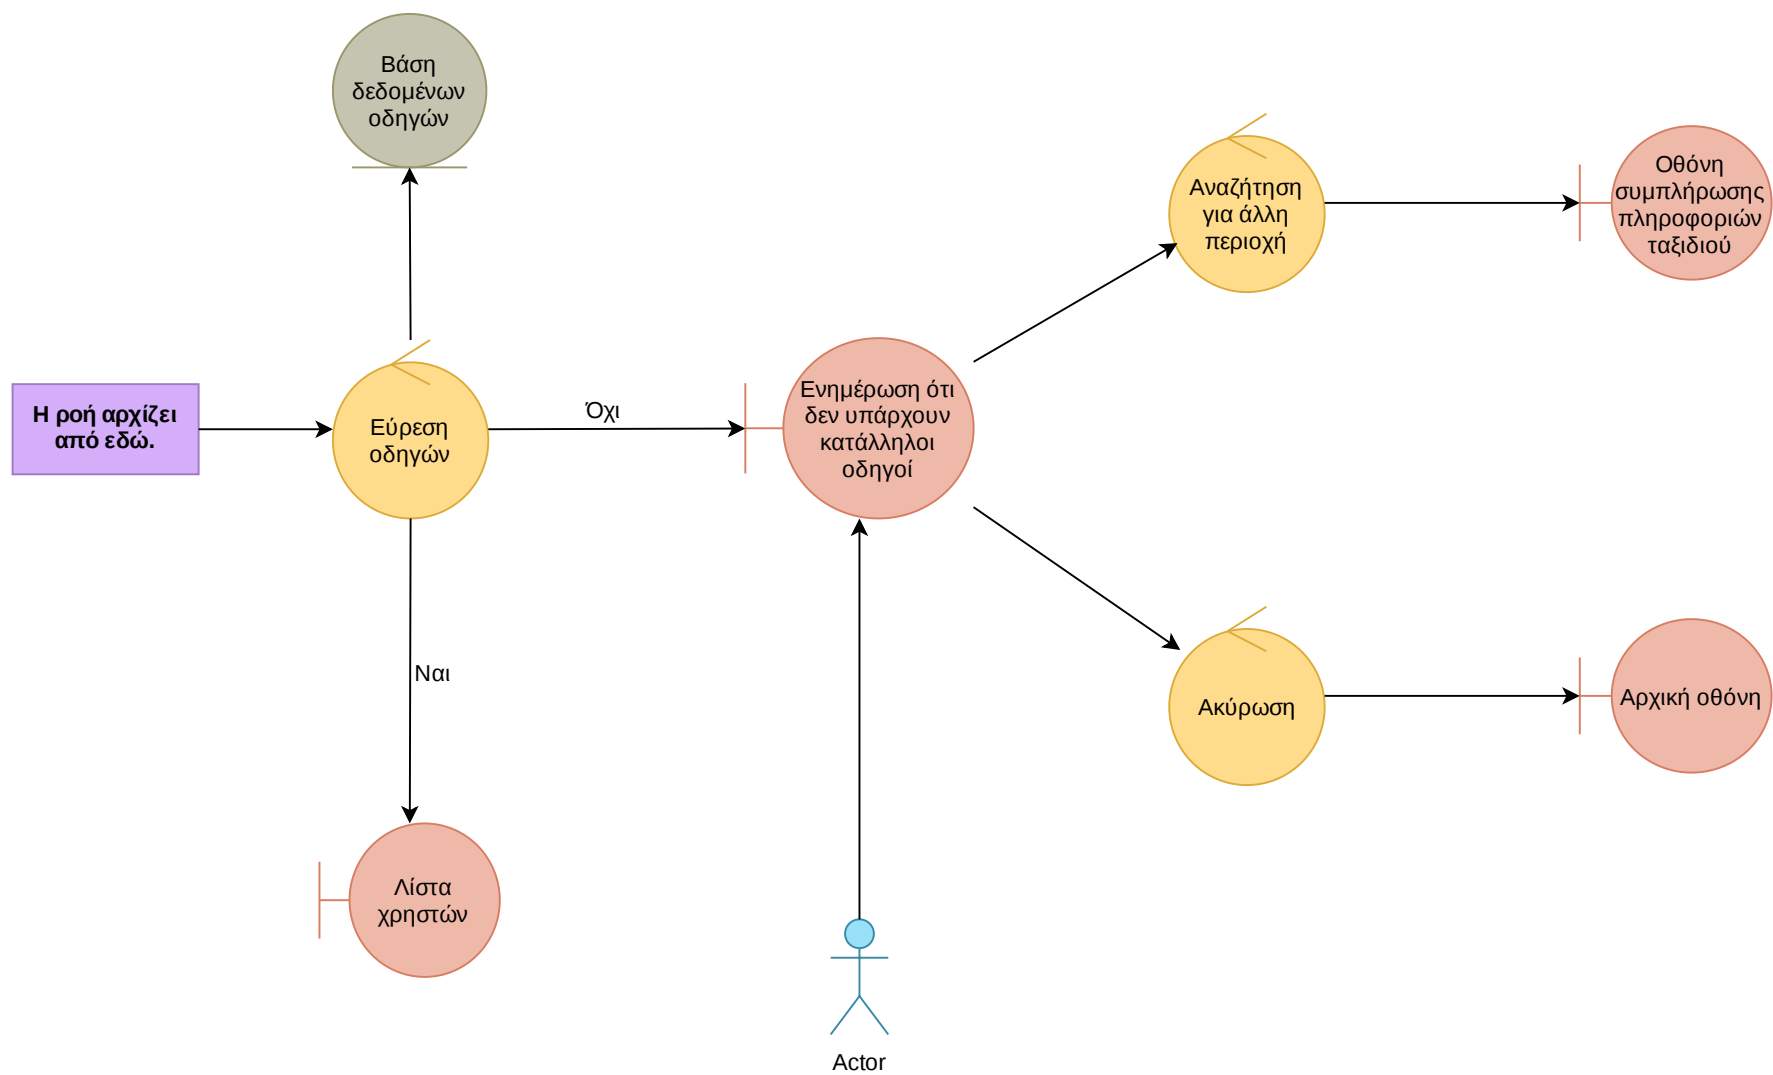 Βάση
δεδομένων
οδηγών
Η ροή αρχίζει
από εδώ.
Εύρεση
οδηγών
Όχι
Ναι
Λίστα
χρηστών
Ενημέρωση ότι
δεν υπάρχουν
κατάλληλοι
οδηγοί
Actor
Αναζήτηση
για άλλη
περιοχή
Οθόνη
συμπλήρωσης
πληροφοριών
ταξιδιού
Ακύρωση
Αρχική οθόνη